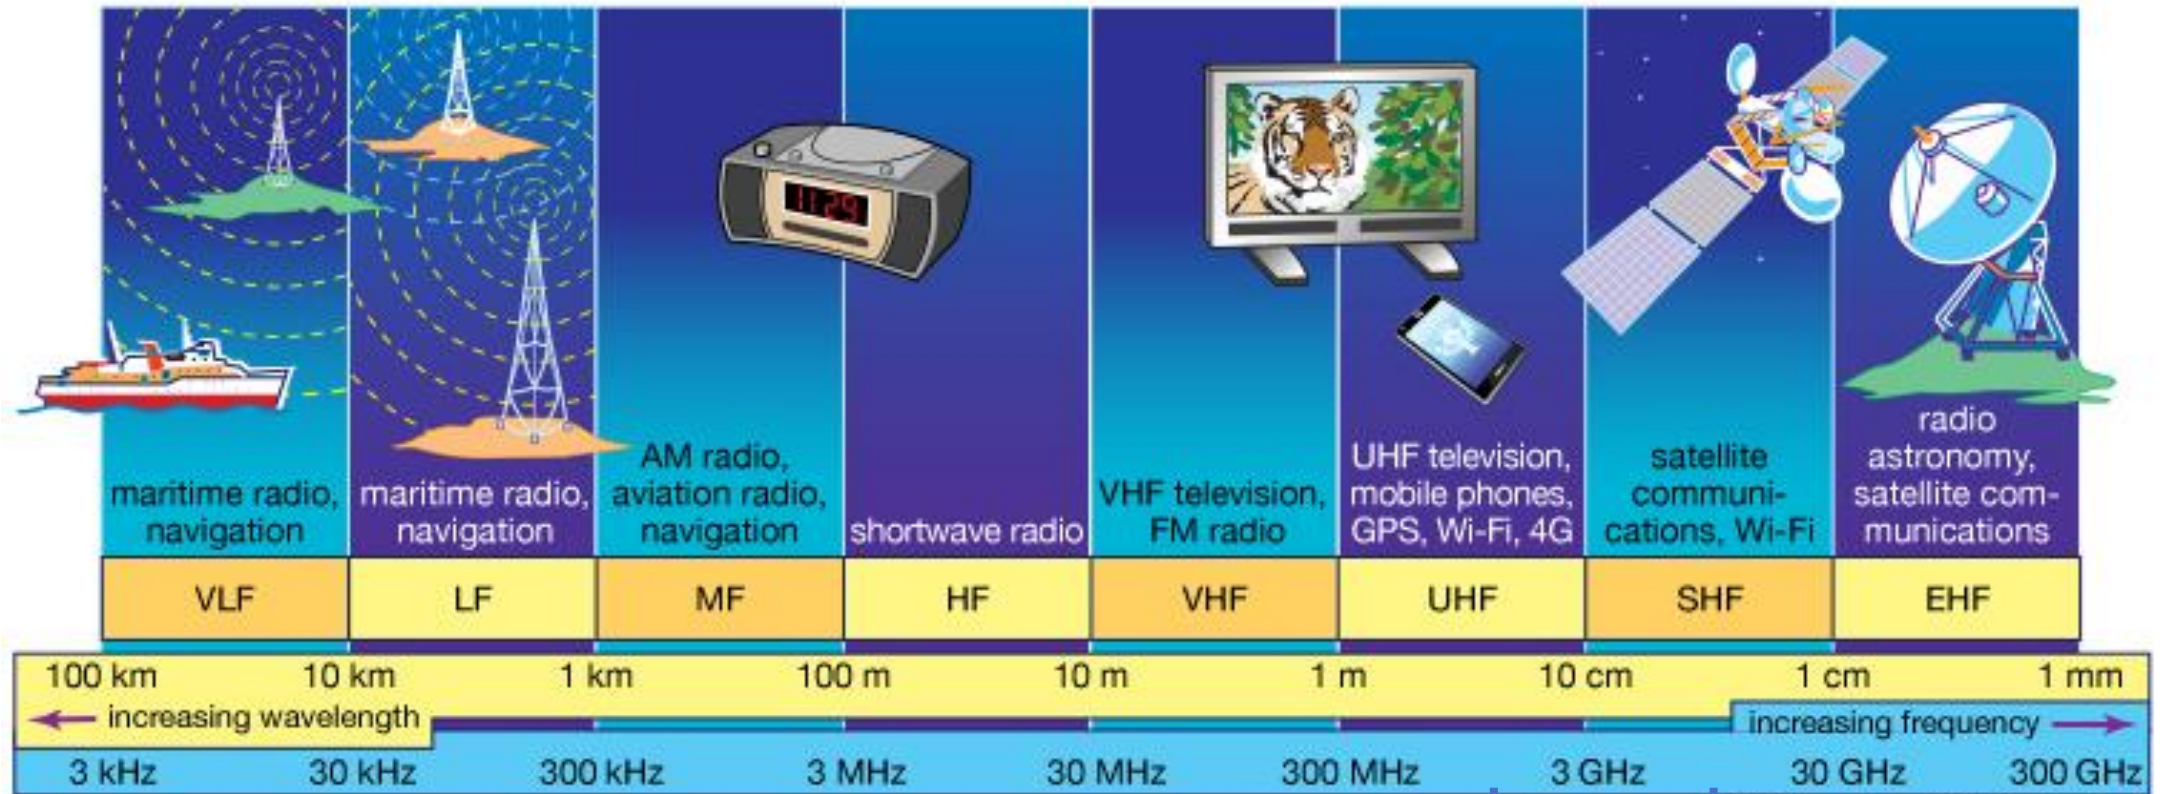 11:29
maritime radio,
navigation
maritime radio,
navigation
AM radio,
aviation radio,
navigation
shortwave radio
VHF television,
FM radio
UHF television,
mobile phones,
GPS, Wi-Fi, 4G
satellite
communi-
cations, Wi-Fi
radio
astronomy,
satellite com-
munications
VLF LF MF HF VHF UHF SHF EHF
100 km 10 km 1 km 100 m 10 m 1 m 10 cm 1 cm 1 mm
increasing wavelength increasing frequency
3 kHz 30 kHz 300 kHz 3 MHz 30 MHz 300 MHz 3 GHz 30 GHz 300 GHz